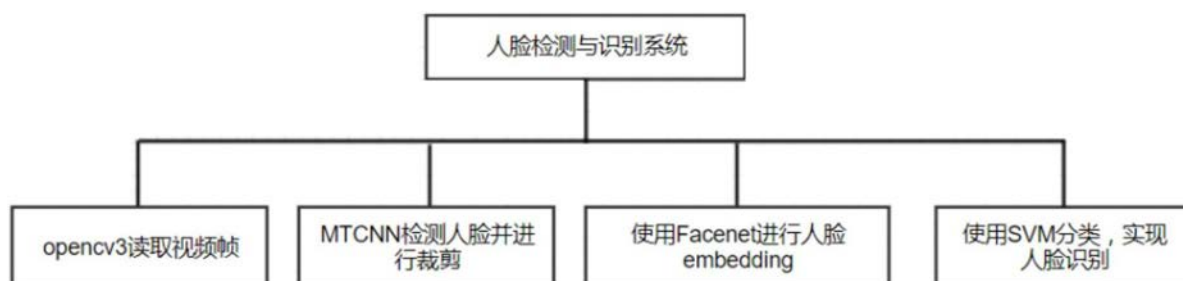 人脸检测与识别系统
opencv3读取视频帧
MTCNN检测人脸并进
行裁剪
使用Facenet进行人脸
embedding
使用SVM分类，实现
人脸识别